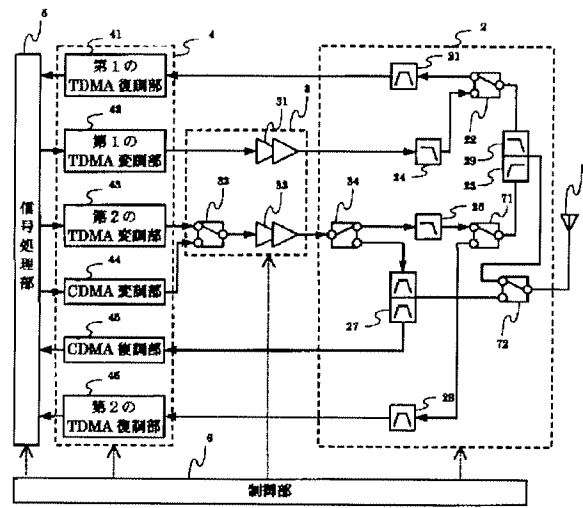 5
41
4
2
第１の
TDMA 復調部
21
42
3
31
22
1
第１の
TDMA 変調部
24
29
23
43
32
33
34
26
71
第２の
TDMA 変調部
信号処理部
44
CDMA 変調部
45
27
72
CDMA 復調部
46
28
第２の
TDMA 復調部
6
制御部